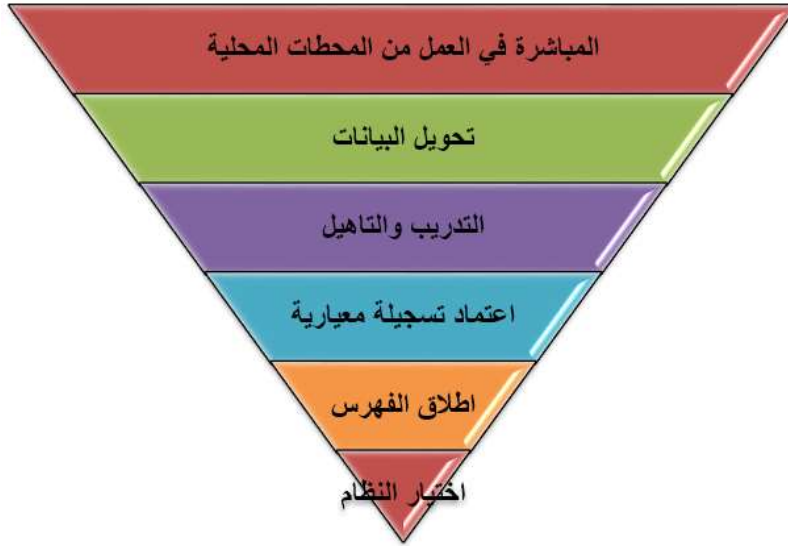 المباشرة في العمل من المحطات المحلية
تحويل البيانات
التدريب والتاهيل
اعتماد تسجيلة معيارية
اطلاق الفهرس
اختيار النظام